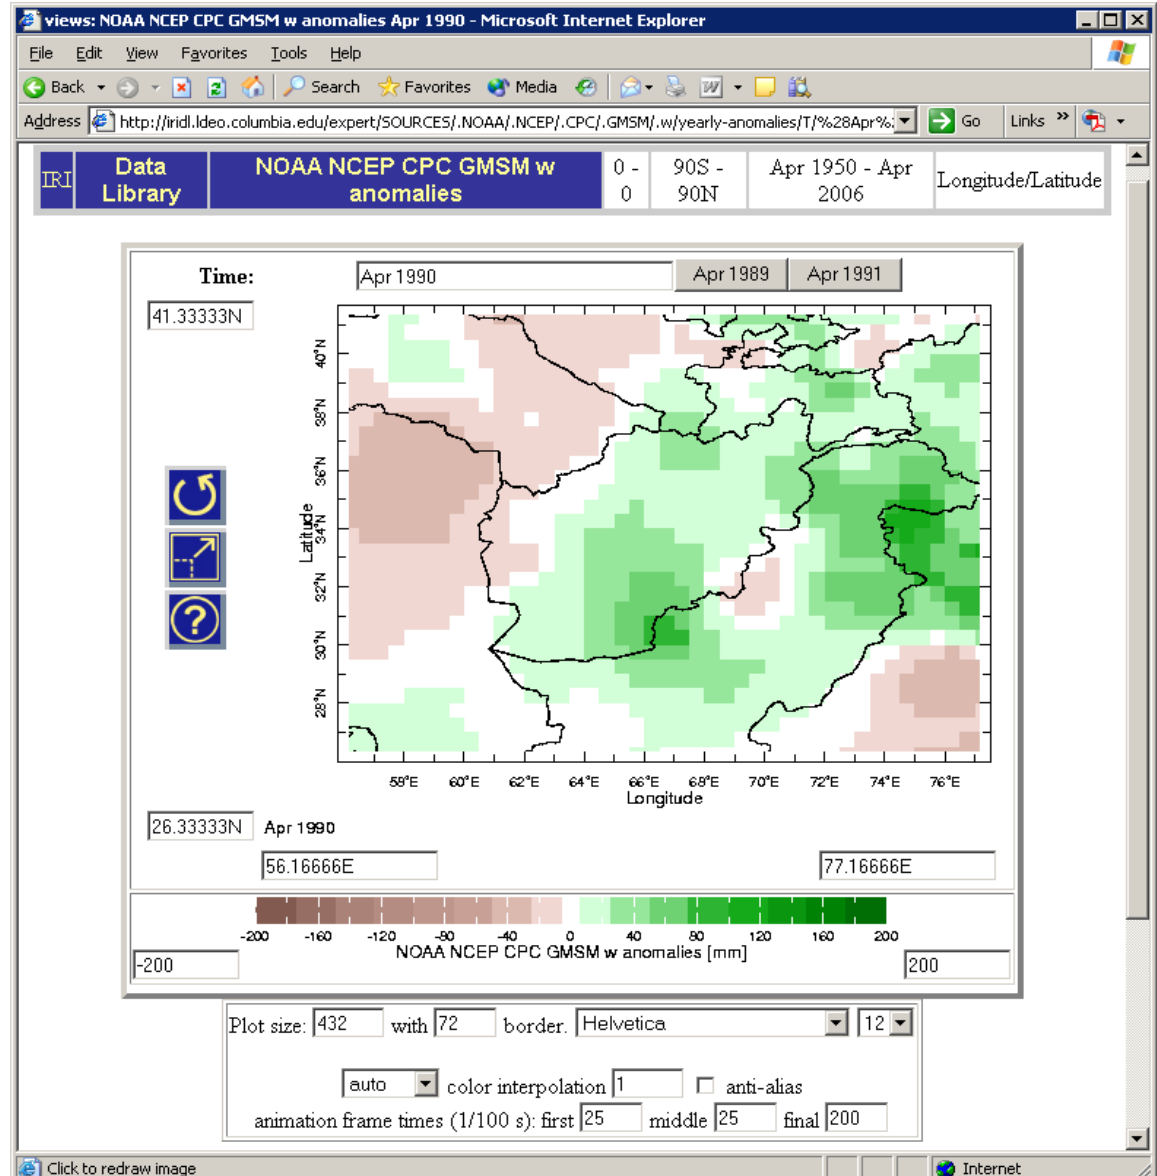 views: NOAA NCEP CPC GMSM w anomalies Apr 1990 - Microsoft Internet Explorer
File Edit View Favorites Tools Help
Back Search Favorites Media
Address http://iridl.ldeo.columbia.edu/expert/SOURCES/.NOAA/.NCEP/.CPC/.GMSM/.w/yearly-anomalies/T/%28Apr% Go Links »
IRI Data Library NOAA NCEP CPC GMSM w anomalies 0 - 0 90S - 90N Apr 1950 - Apr 2006 Longitude/Latitude
Time: Apr 1990 Apr 1989 Apr 1991
41.33333N
40°N
38°N
36°N
34°N
32°N
30°N
28°N
Latitude
58°E 60°E 62°E 64°E 66°E 68°E 70°E 72°E 74°E 76°E
Longitude
26.33333N Apr 1990
56.16666E 77.16666E
-200 -160 -120 -80 -40 0 40 80 120 160 200
NOAA NCEP CPC GMSM w anomalies [mm]
-200 200
Plot size: 432 with 72 border. Helvetica 12
auto color interpolation 1 anti-alias
animation frame times (1/100 s): first 25 middle 25 final 200
Click to redraw image Internet